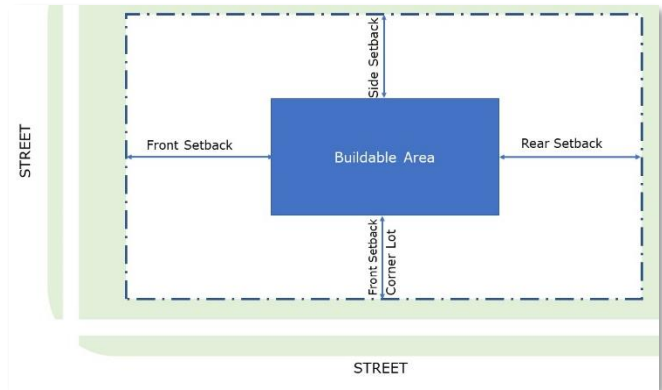 Side Setback
STREET
Front Setback
Buildable Area
Rear Setback
Front Setback
Corner Lot
STREET